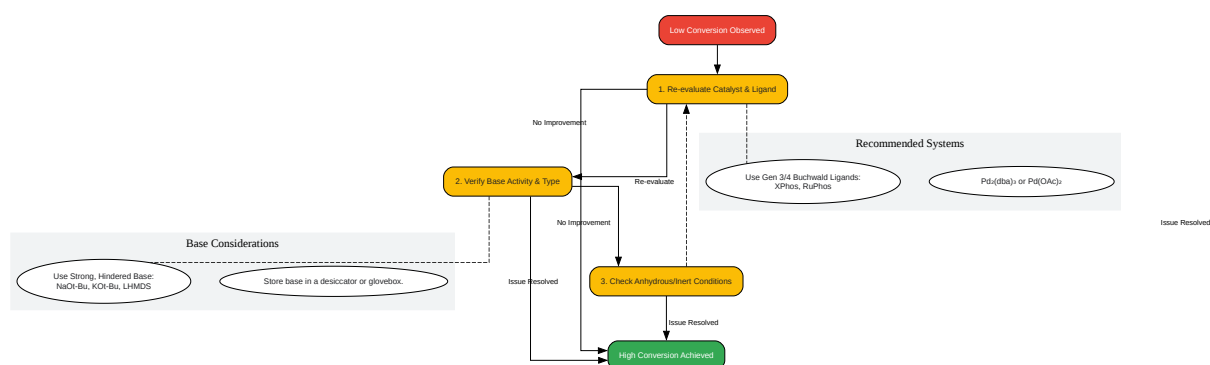 Low Conversion Observed
1. Re-evaluate Catalyst & Ligand
No Improvement
Recommended Systems
Use Gen 3/4 Buchwald Ligands:
XPhos, RuPhos
Pd₂(dba)₃ or Pd(OAc)₂
2. Verify Base Activity & Type
Re-evaluate
No Improvement
Issue Resolved
Base Considerations
Use Strong, Hindered Base:
NaOt-Bu, KOt-Bu, LHMDS
Store base in a desiccator or glovebox.
Issue Resolved
3. Check Anhydrous/Inert Conditions
Issue Resolved
High Conversion Achieved